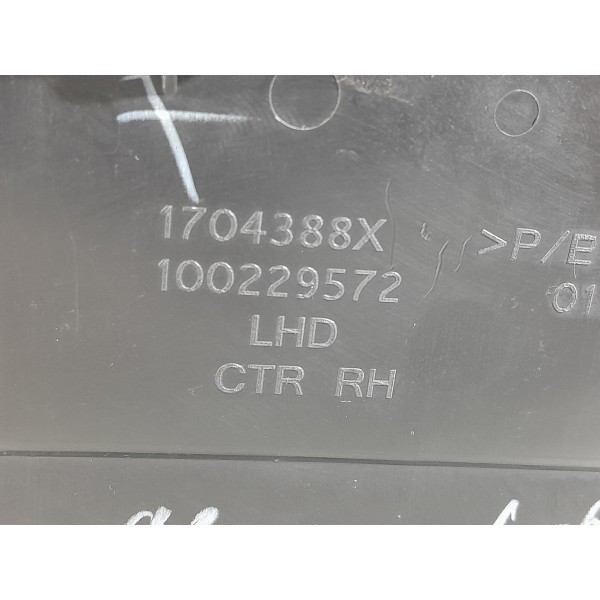 1704388X
>P/E
100229572
01
LHD
CTR RH